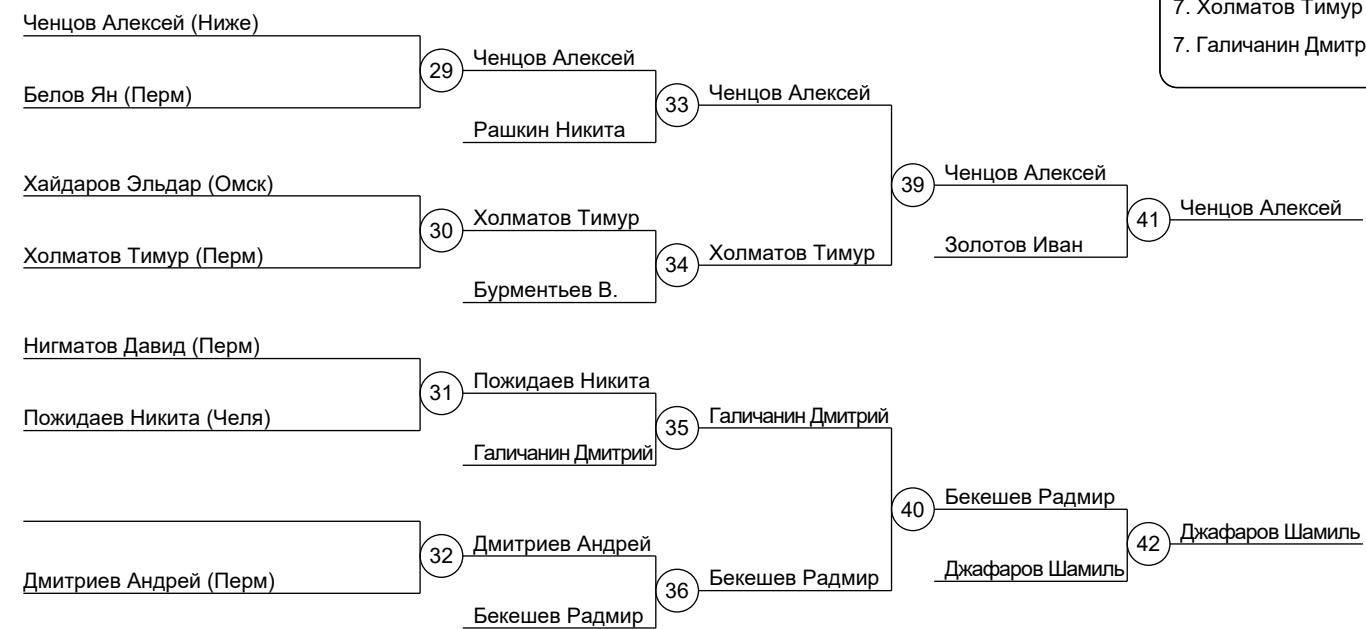 7. Холматов Тимур
7. Галичанин Дмитр
Ченцов Алексей (Ниже)
Белов Ян (Перм)
29
Ченцов Алексей
Рашкин Никита
33
Ченцов Алексей
Хайдаров Эльдар (Омск)
Холматов Тимур (Перм)
30
Холматов Тимур
Бурментьев В.
34
Холматов Тимур
39
Ченцов Алексей
Золотов Иван
41
Ченцов Алексей
Нигматов Давид (Перм)
Пожидаев Никита (Челя)
31
Пожидаев Никита
Галичанин Дмитрий
35
Галичанин Дмитрий
Дмитриев Андрей (Перм)
32
Дмитриев Андрей
Бекешев Радмир
36
Бекешев Радмир
40
Бекешев Радмир
Джафаров Шамиль
42
Джафаров Шамиль